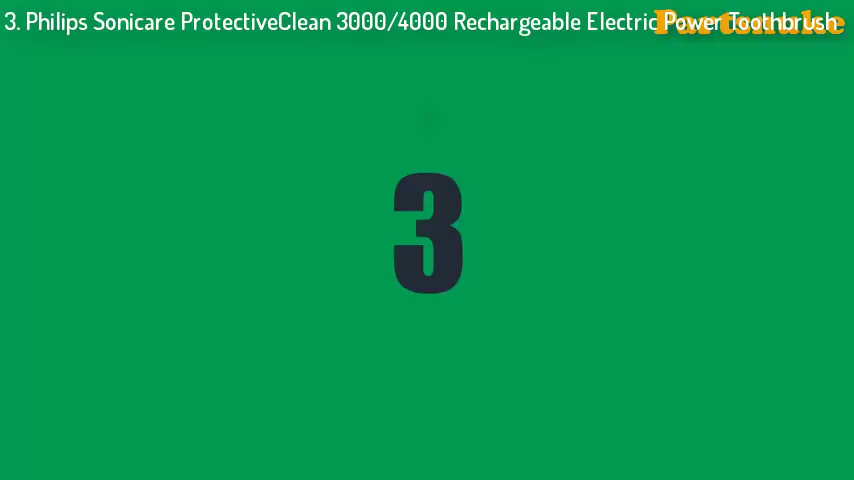 3. Philips Sonicare ProtectiveClean 3000/4000 Rechargeable Electric Power Toothbrush
3